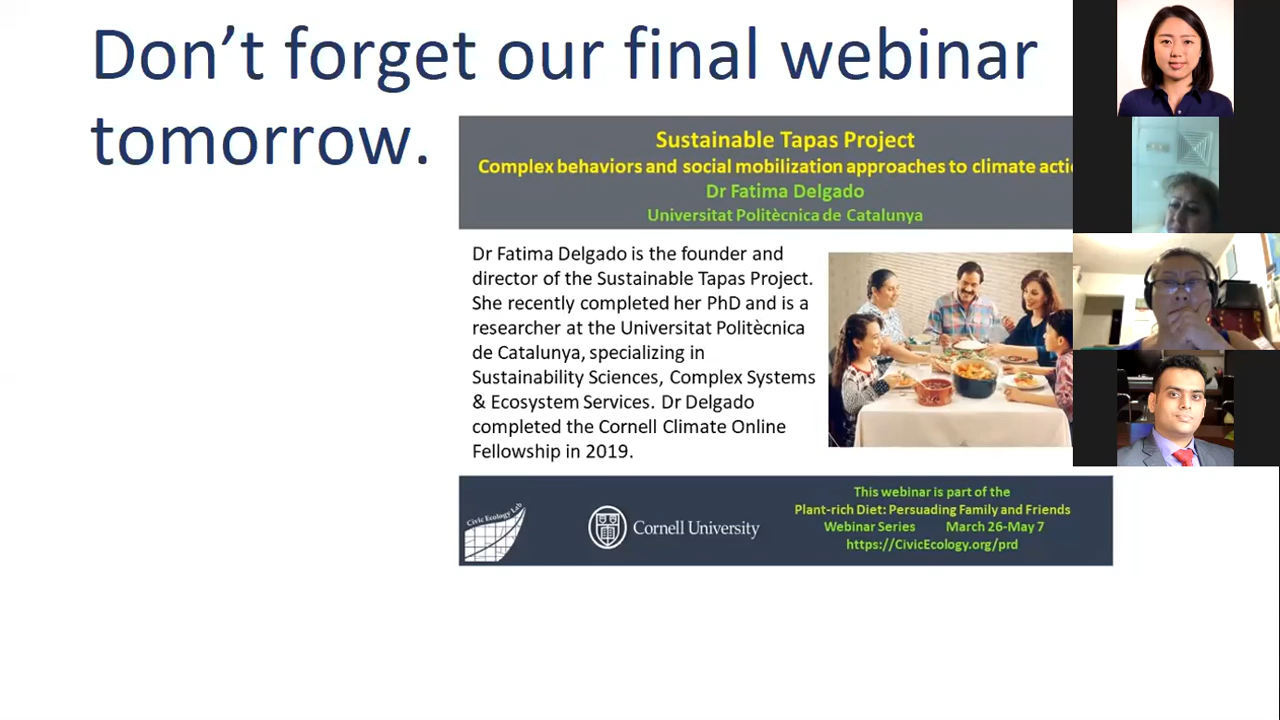 Don’t forget our final webinar
tomorrow.
Sustainable Tapas Project
Complex behaviors and social mobilization approaches to climate actio
Dr Fatima Delgado
Universitat Politècnica de Catalunya
Dr Fatima Delgado is the founder and
director of the Sustainable Tapas Project.
She recently completed her PhD and is a
researcher at the Universitat Politècnica
de Catalunya, specializing in
Sustainability Sciences, Complex Systems
& Ecosystem Services. Dr Delgado
completed the Cornell Climate Online
Fellowship in 2019.
Civic Ecology Lab
Cornell University
This webinar is part of the
Plant-rich Diet: Persuading Family and Friends
Webinar Series March 26-May 7
https://CivicEcology.org/prd